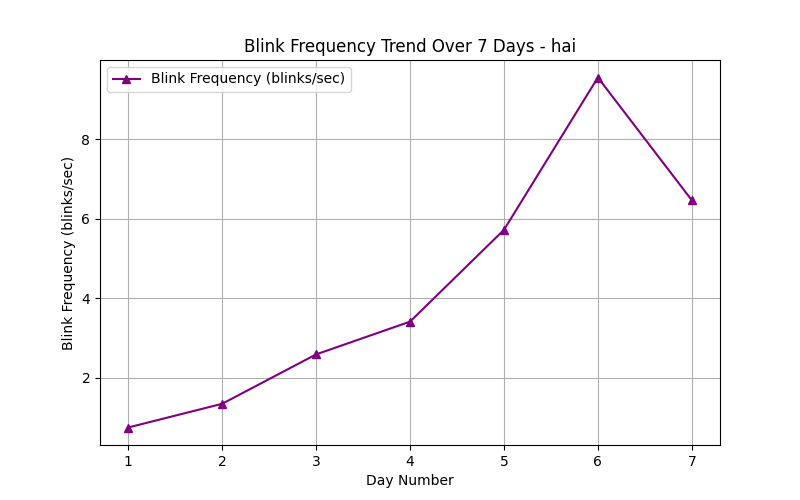 Blink Frequency Trend Over 7 Days - hai
Blink Frequency (blinks/sec)
Blink Frequency (blinks/sec)
8
6
4
2
1 2 3 4 5 6 7
Day Number